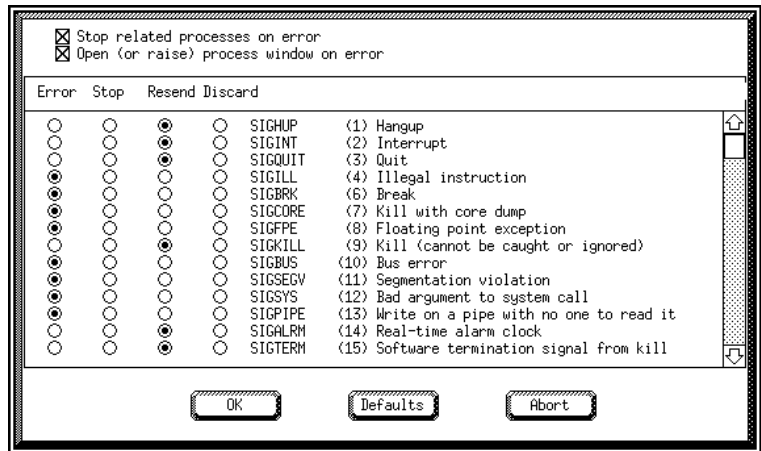 Stop related processes on error
Open (or raise) process window on error
Error Stop Resend Discard
SIGHUP (1) Hangup
SIGINT (2) Interrupt
SIGQUIT (3) Quit
SIGILL (4) Illegal instruction
SIGBRK (6) Break
SIGCORE (7) Kill with core dump
SIGFPE (8) Floating point exception
SIGKILL (9) Kill (cannot be caught or ignored)
SIGBUS (10) Bus error
SIGSEGV (11) Segmentation violation
SIGSYS (12) Bad argument to system call
SIGPIPE (13) Write on a pipe with no one to read it
SIGALRM (14) Real-time alarm clock
SIGTERM (15) Software termination signal from kill
OK Defaults Abort